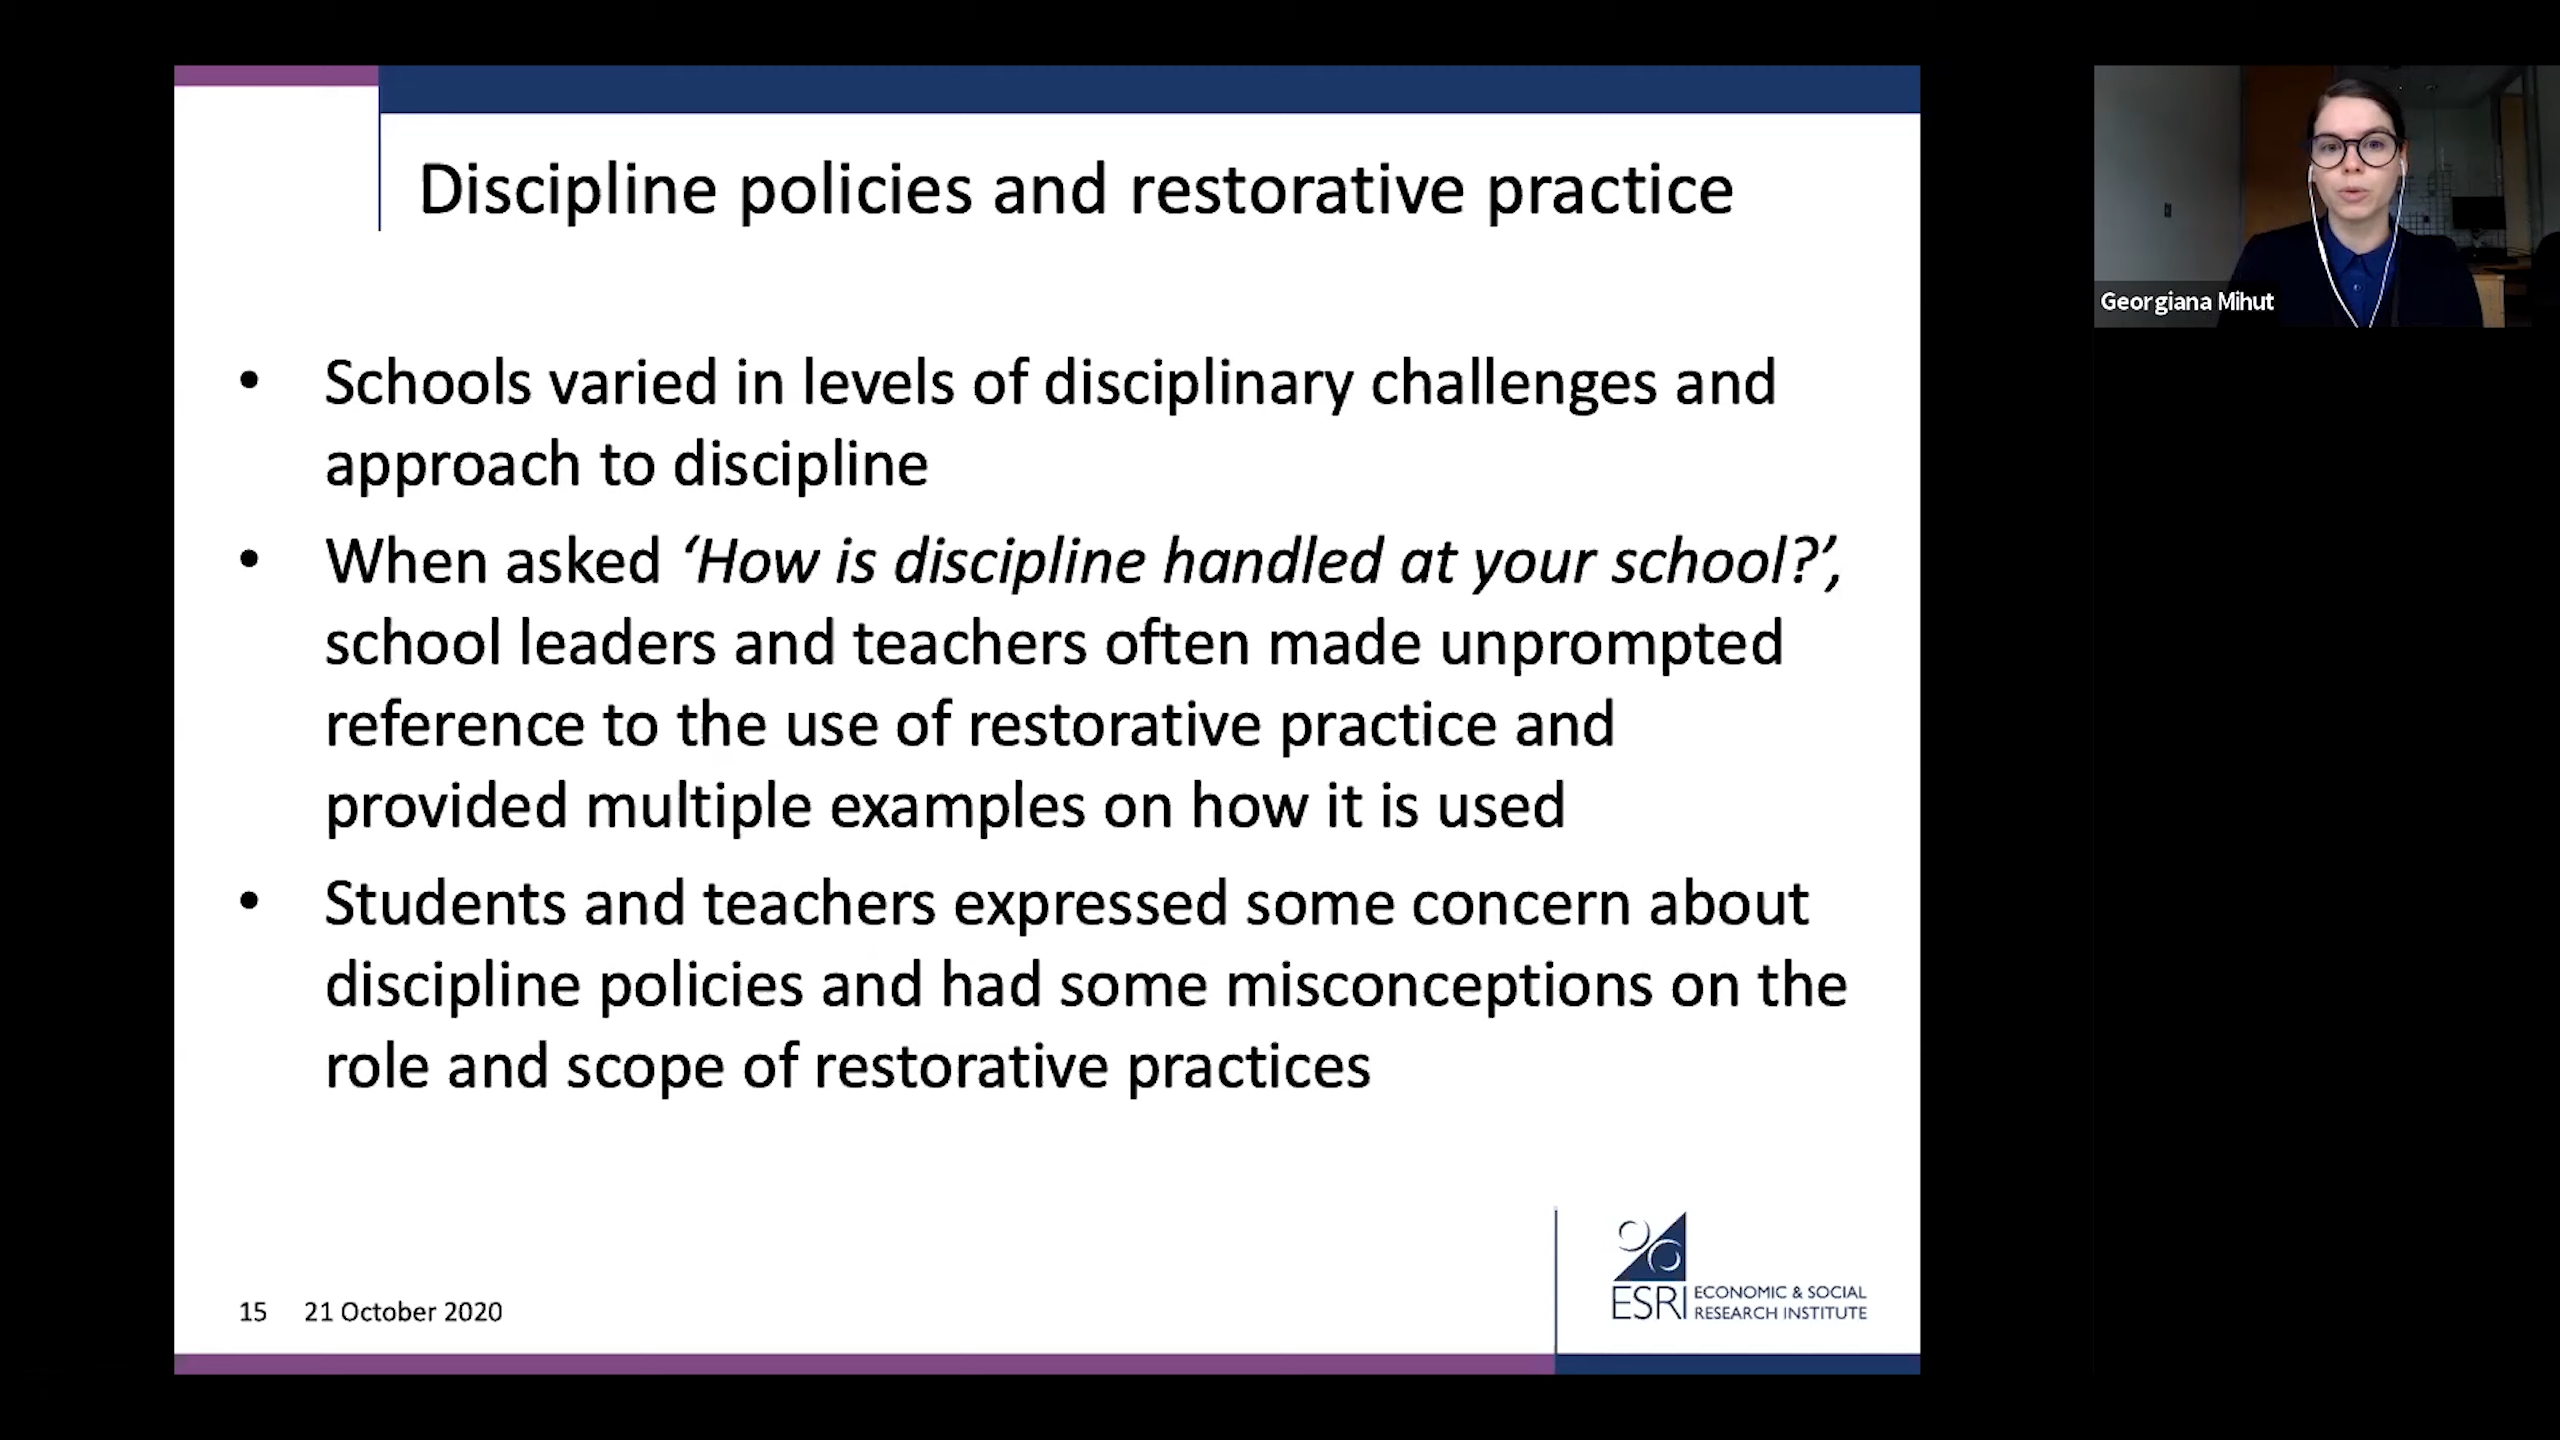 Discipline policies and restorative practice
• Schools varied in levels of disciplinary challenges and
approach to discipline
• When asked ‘How is discipline handled at your school?’,
school leaders and teachers often made unprompted
reference to the use of restorative practice and
provided multiple examples on how it is used
• Students and teachers expressed some concern about
discipline policies and had some misconceptions on the
role and scope of restorative practices
15 21 October 2020
ESRI ECONOMIC & SOCIAL
RESEARCH INSTITUTE
Georgiana Mihut